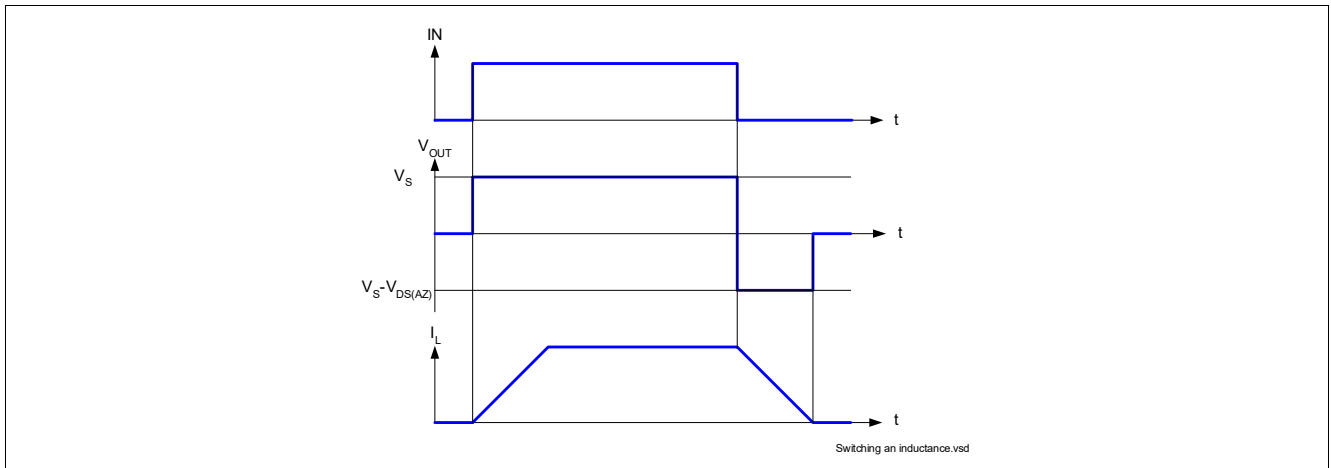 IN
t
V_OUT
V_S
t
V_S-V_DS(AZ)
I_L
t
Switching an inductance.vsd